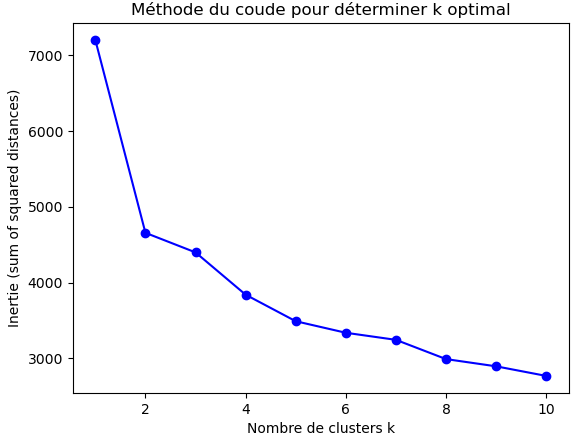 Méthode du coude pour déterminer k optimal
7000
6000
5000
4000
3000
Inertie (sum of squared distances)
2 4 6 8 10
Nombre de clusters k